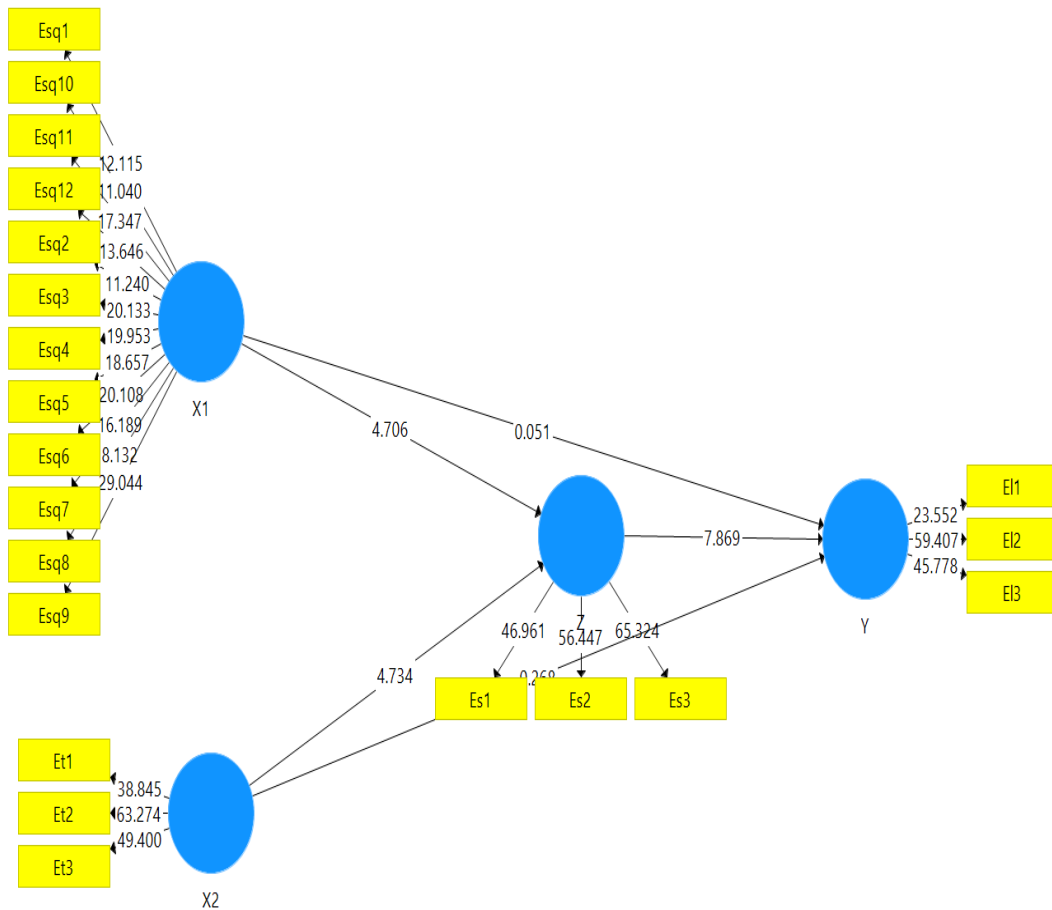 Esq1
Esq10
Esq11
Esq12
Esq2
Esq3
Esq4
Esq5
Esq6
Esq7
Esq8
Esq9
12.115
11.040
17.347
13.646
11.240
20.133
19.953
18.657
20.108
16.189
8.132
29.044
X1
4.706
0.051
7.869
Z
46.961
56.447
65.324
Es1
Es2
Es3
23.552
59.407
45.778
El1
El2
El3
Y
4.734
0.268
Et1
Et2
Et3
38.845
63.274
49.400
X2